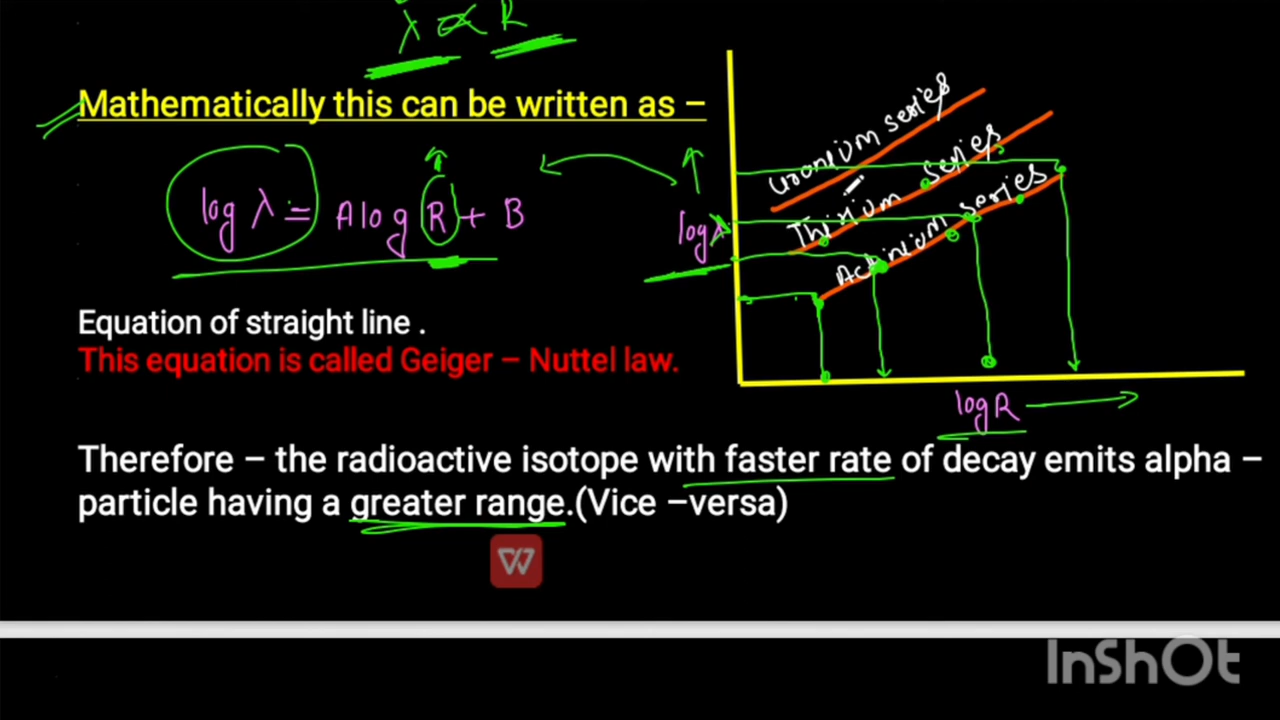 λ ∝ R
Mathematically this can be written as –
log λ = A log R + B
Equation of straight line .
This equation is called Geiger – Nuttel law.
Uranium series
Thirium Series
Actinium series
log λ
log R
Therefore – the radioactive isotope with faster rate of decay emits alpha –
particle having a greater range.(Vice –versa)
W
InShOt